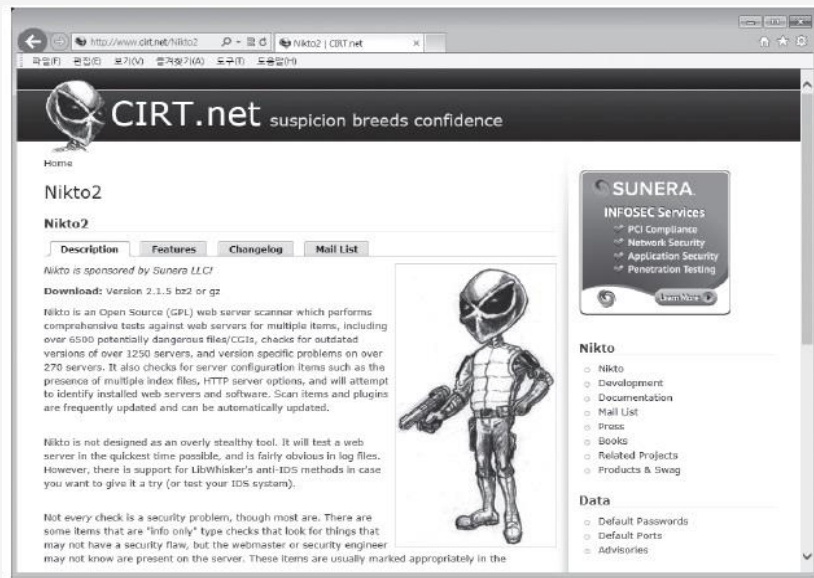 http://www.cirt.net/Nikto2
Nikto2 | CIRT.net
파일(F) 편집(E) 보기(V) 즐겨찾기(A) 도구(T) 도움말(H)
CIRT.net suspicion breeds confidence
Home
Nikto2
Nikto2
Description Features Changelog Mail List
Nikto is sponsored by Sunera LLC!
Download: Version 2.1.5 bz2 or gz
Nikto is an Open Source (GPL) web server scanner which performs
comprehensive tests against web servers for multiple items, including
over 6500 potentially dangerous files/CGIs, checks for outdated
versions of over 1250 servers, and version specific problems on over
270 servers. It also checks for server configuration items such as the
presence of multiple index files, HTTP server options, and will attempt
to identify installed web servers and software. Scan items and plugins
are frequently updated and can be automatically updated.
Nikto is not designed as an overly stealthy tool. It will test a web
server in the quickest time possible, and is fairly obvious in log files.
However, there is support for LibWhisker's anti-IDS methods in case
you want to give it a try (or test your IDS system).
Not every check is a security problem, though most are. There are
some items that are "info only" type checks that look for things that
may not have a security flaw, but the webmaster or security engineer
may not know are present on the server. These items are usually marked appropriately in the
SUNERA
INFOSEC Services
PCI Compliance
Network Security
Application Security
Penetration Testing
Learn More
Nikto
Nikto
Development
Documentation
Mail List
Press
Books
Related Projects
Products & Swag
Data
Default Passwords
Default Ports
Advisories